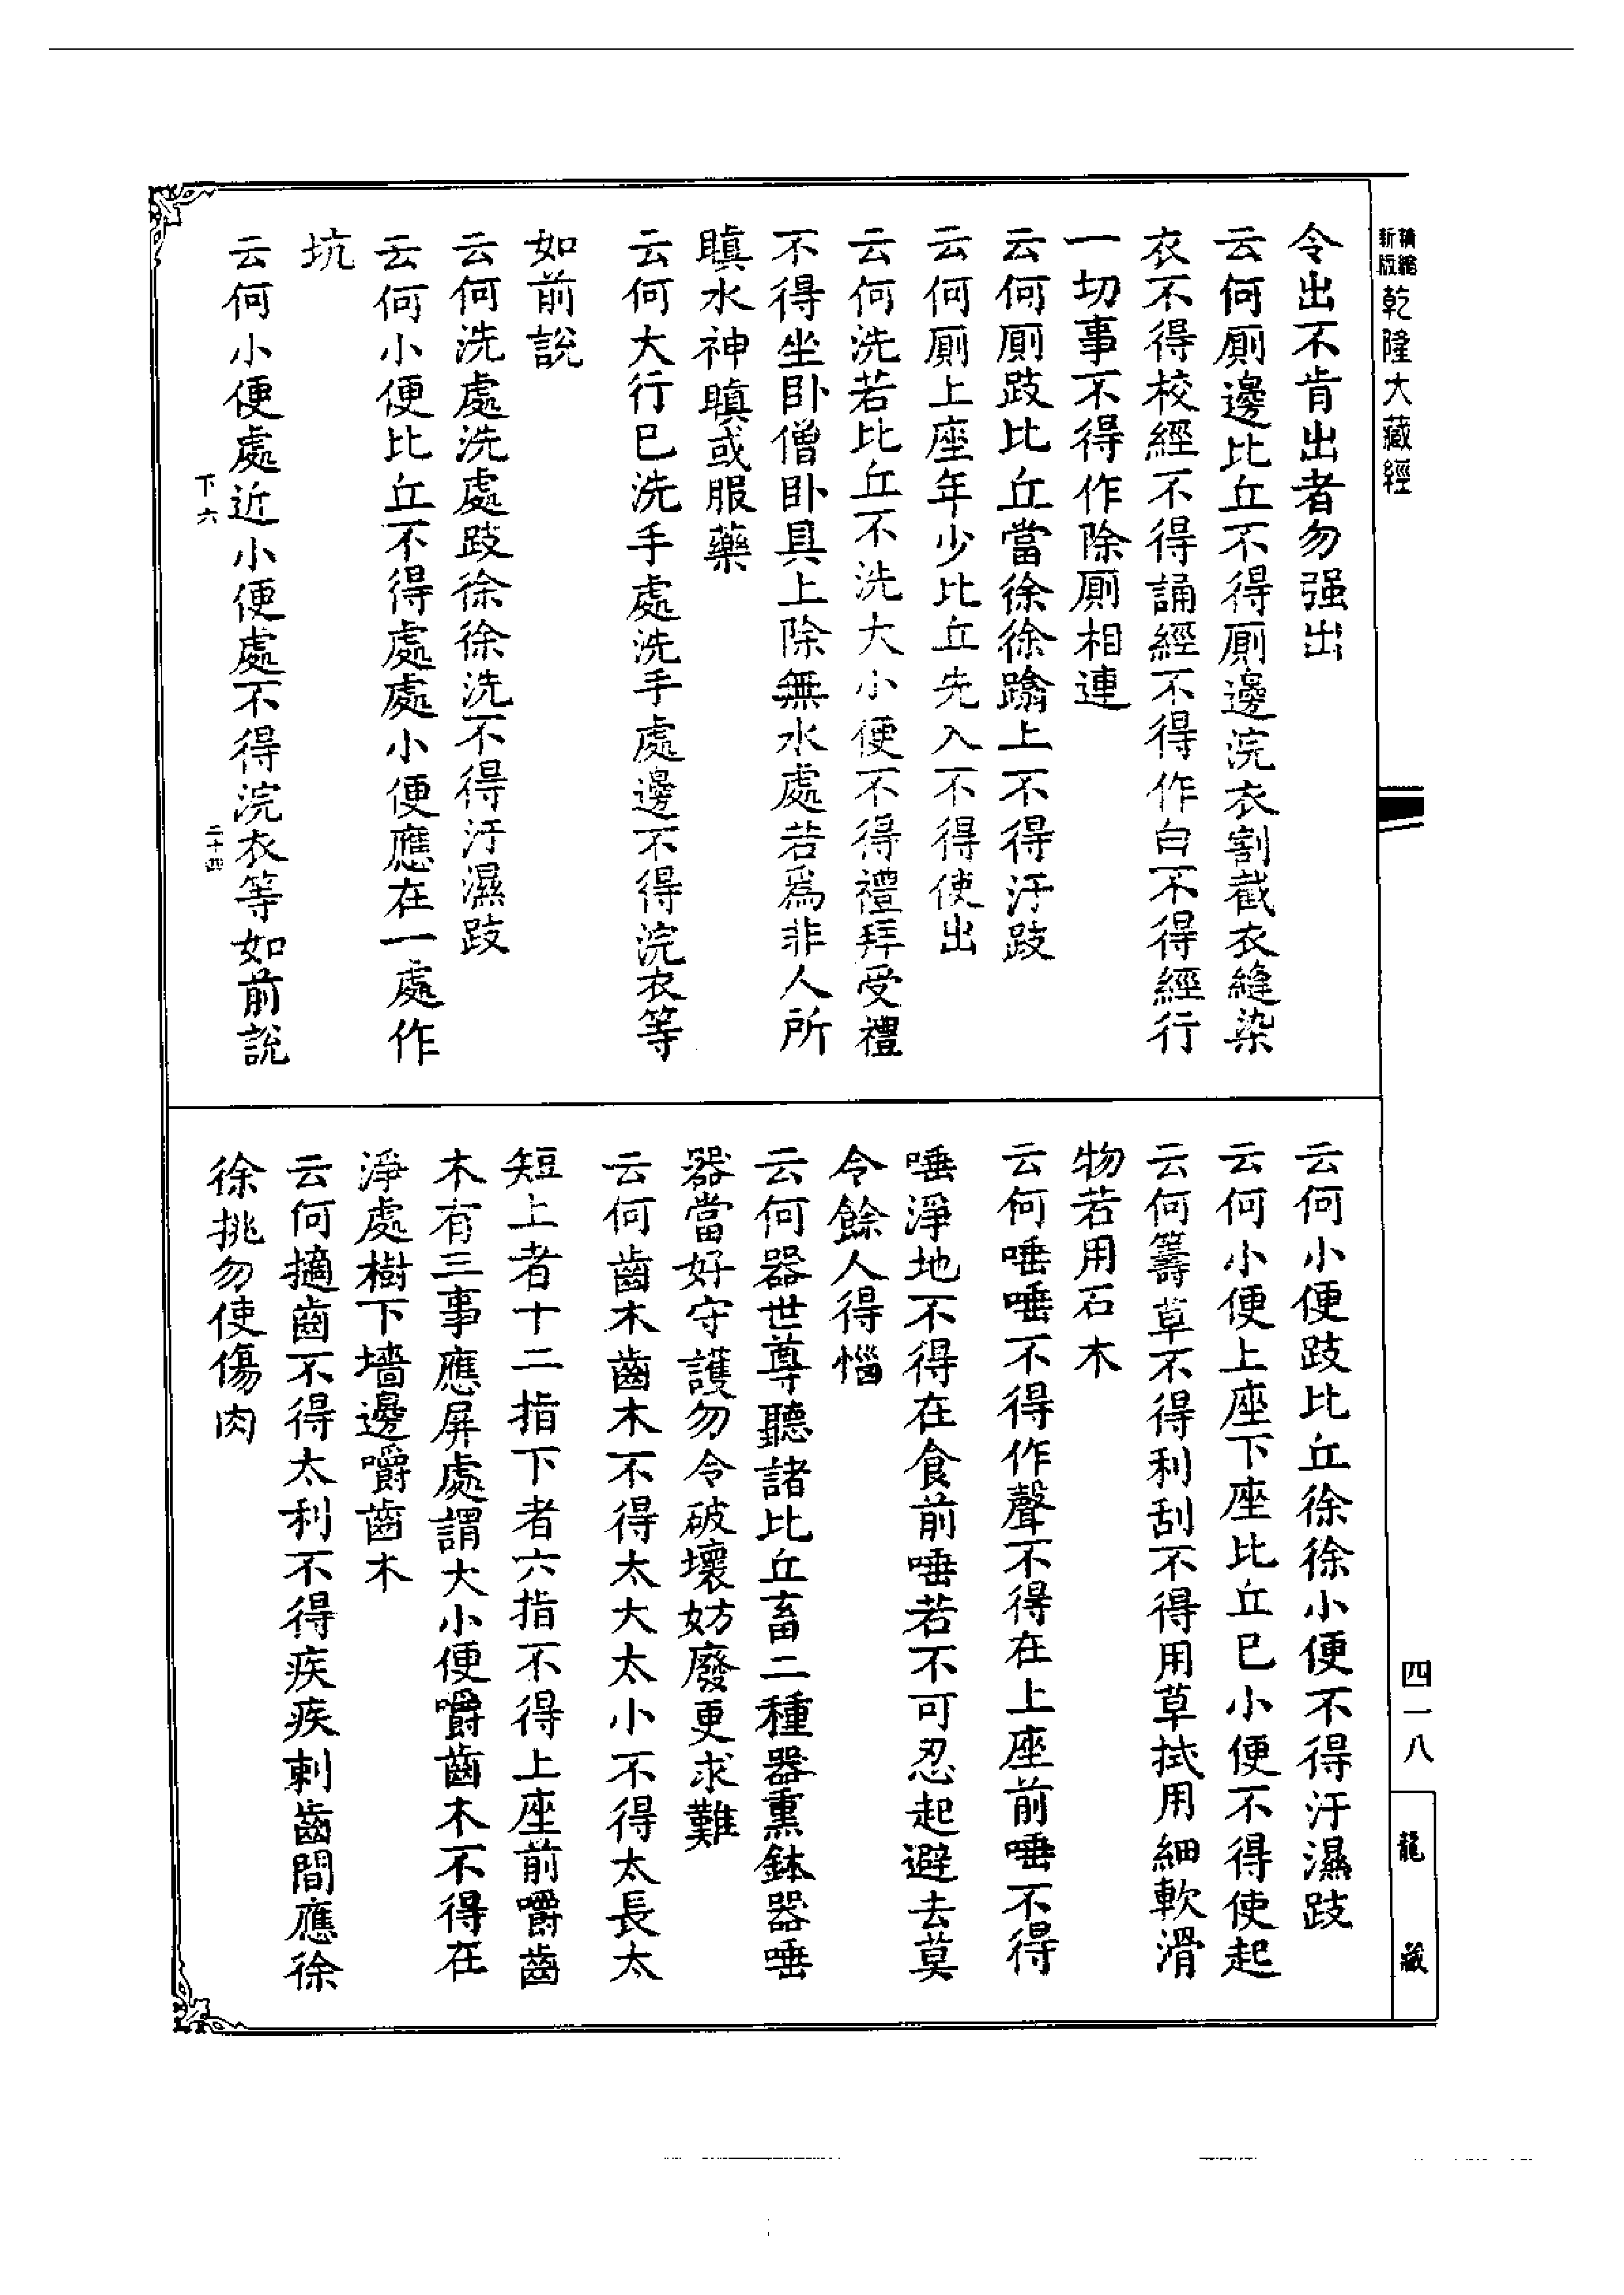 精縮新版乾隆大藏經
令出不肯出者勿强出
云何廁邊比丘不得廁邊浣衣割截衣縫染
衣不得校經不得誦經不得作白不得經行
一切事不得作除廁相連
云何廁跂比丘當徐徐蹹上不得汙跂
云何廁上座年少比丘先入不得使出
云何洗若比丘不洗大小便不得禮拜受禮
不得坐卧僧卧具上除無水處若爲非人所
瞋水神瞋或服藥
云何大行已洗手處洗手處邊不得浣衣等
如前說
云何洗處洗處跂徐徐洗不得汙濕跂
云何小便比丘不得處處小便應在一處作
坑
云何小便處近小便處不得浣衣等如前說
下六 二十四
云何小便跂比丘徐徐小便不得汙濕跂
云何小便上座下座比丘已小便不得使起
云何籌草不得利刮不得用草拭用細軟滑
物若用石木
云何唾唾不得作聲不得在上座前唾不得
唾淨地不得在食前唾若不可忍起避去莫
令餘人得惱
云何器世尊聽諸比丘畜二種器熏鉢器唾
器當好守護勿令破壞妨廢更求難
云何齒木齒木不得太大太小不得太長太
短上者十二指下者六指不得上座前嚼齒
木有三事應屏處謂大小便嚼齒木不得在
淨處樹下墻邊嚼齒木
云何擿齒不得太利不得疾疾刺齒間應徐
徐挑勿使傷肉
四一八
龍藏